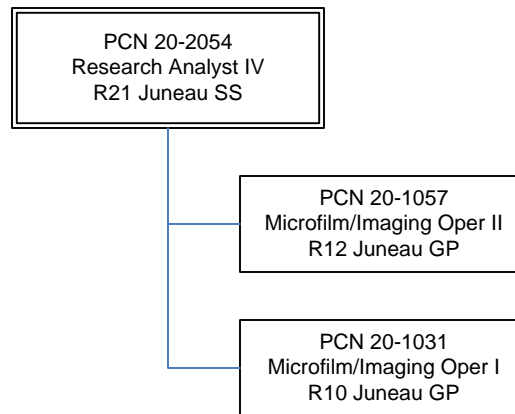 PCN 20-2054
Research Analyst IV
R21 Juneau SS
PCN 20-1057
Microfilm/Imaging Oper II
R12 Juneau GP
PCN 20-1031
Microfilm/Imaging Oper I
R10 Juneau GP